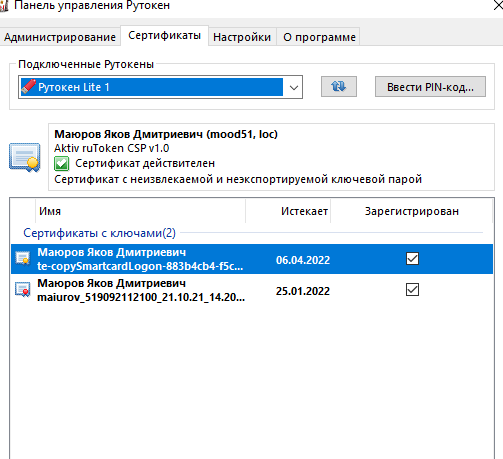 Панель управления Рутокен
Администрирование Сертификаты Настройки О программе
Подключенные Рутокены
Рутокен Lite 1 Ввести PIN-код...
Маюров Яков Дмитриевич (mood51, loc)
Aktiv ruToken CSP v1.0
Сертификат действителен
Сертификат с неизвлекаемой и неэкспортируемой ключевой парой
Имя Истекает Зарегистрирован
Сертификаты с ключами(2)
Маюров Яков Дмитриевич
te-copySmartcardLogon-883b4cb4-f5c... 06.04.2022
Маюров Яков Дмитриевич
maiurov_519092112100_21.10.21_14.20... 25.01.2022